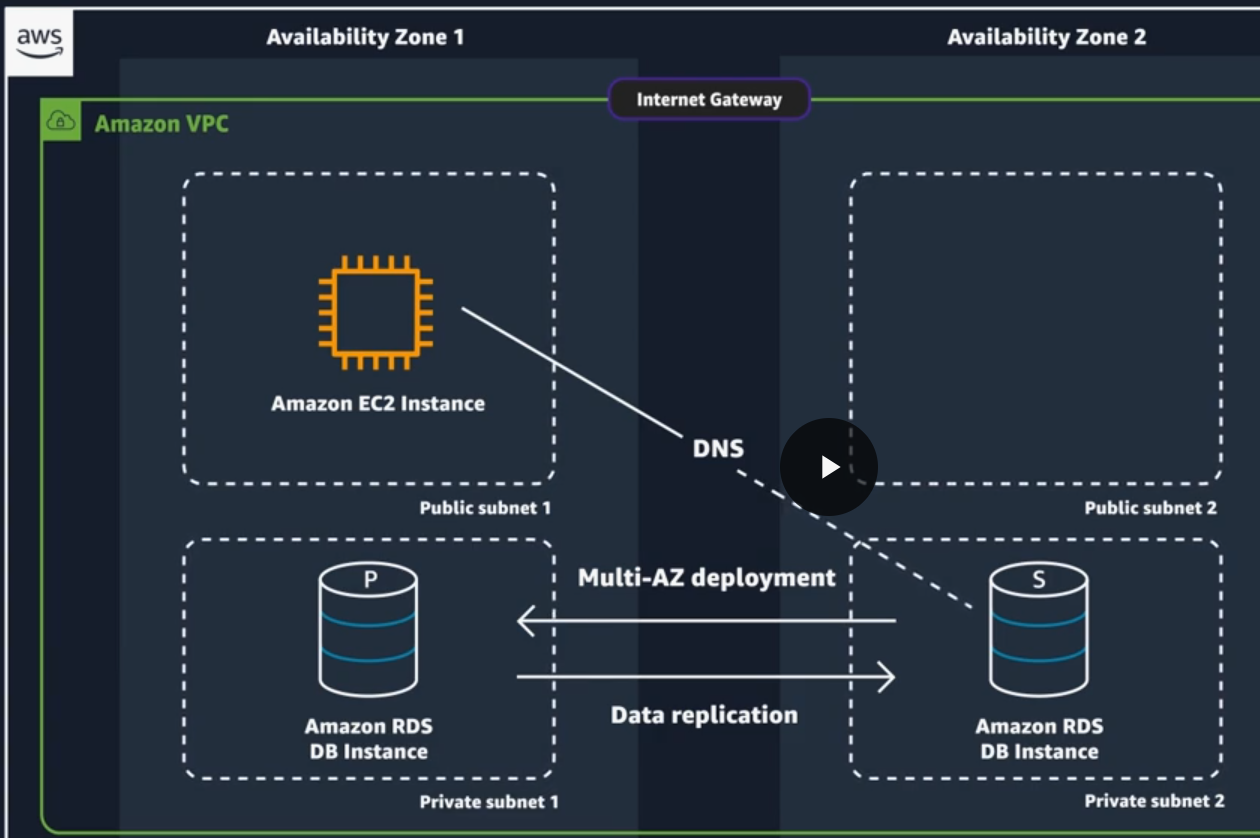 aws
Availability Zone 1
Availability Zone 2
Internet Gateway
Amazon VPC
Amazon EC2 Instance
DNS
Public subnet 1
Public subnet 2
P
Multi-AZ deployment
S
Data replication
Amazon RDS
DB Instance
Amazon RDS
DB Instance
Private subnet 1
Private subnet 2